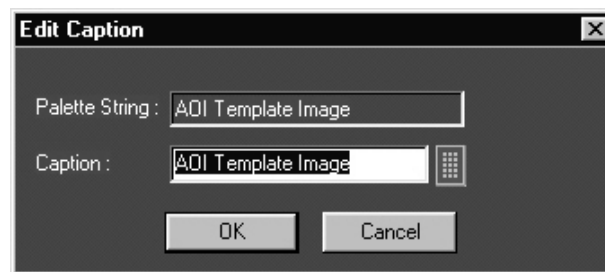 Edit Caption
Palette String : AOI Template Image
Caption : AOI Template Image
OK Cancel